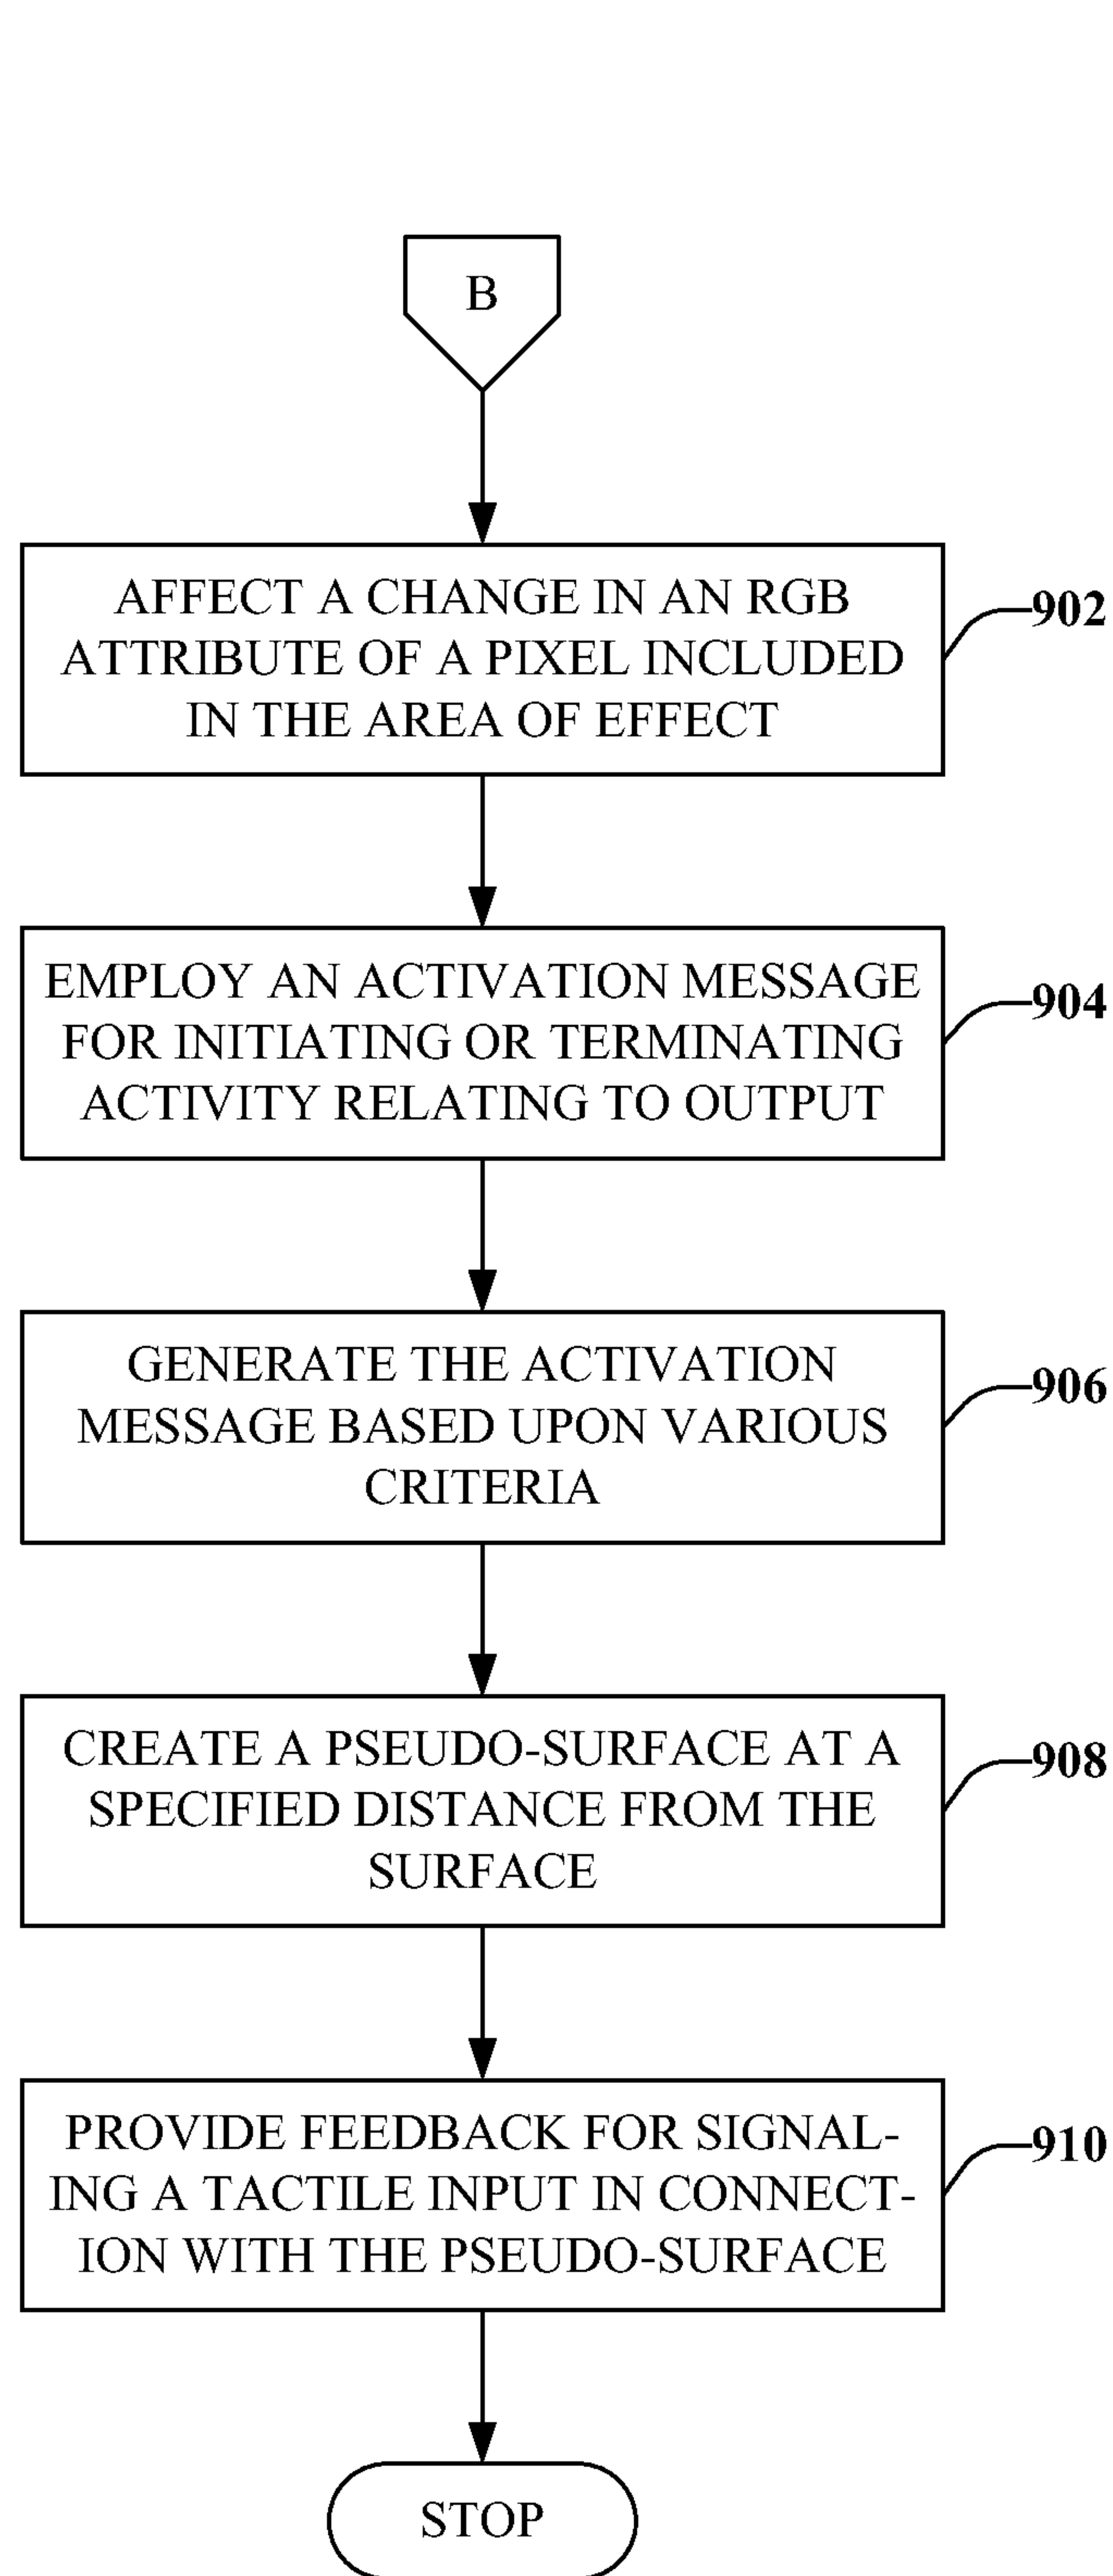 B
AFFECT A CHANGE IN AN RGB
ATTRIBUTE OF A PIXEL INCLUDED
IN THE AREA OF EFFECT
902
EMPLOY AN ACTIVATION MESSAGE
FOR INITIATING OR TERMINATING
ACTIVITY RELATING TO OUTPUT
904
GENERATE THE ACTIVATION
MESSAGE BASED UPON VARIOUS
CRITERIA
906
CREATE A PSEUDO-SURFACE AT A
SPECIFIED DISTANCE FROM THE
SURFACE
908
PROVIDE FEEDBACK FOR SIGNAL-
ING A TACTILE INPUT IN CONNECT-
ION WITH THE PSEUDO-SURFACE
910
STOP